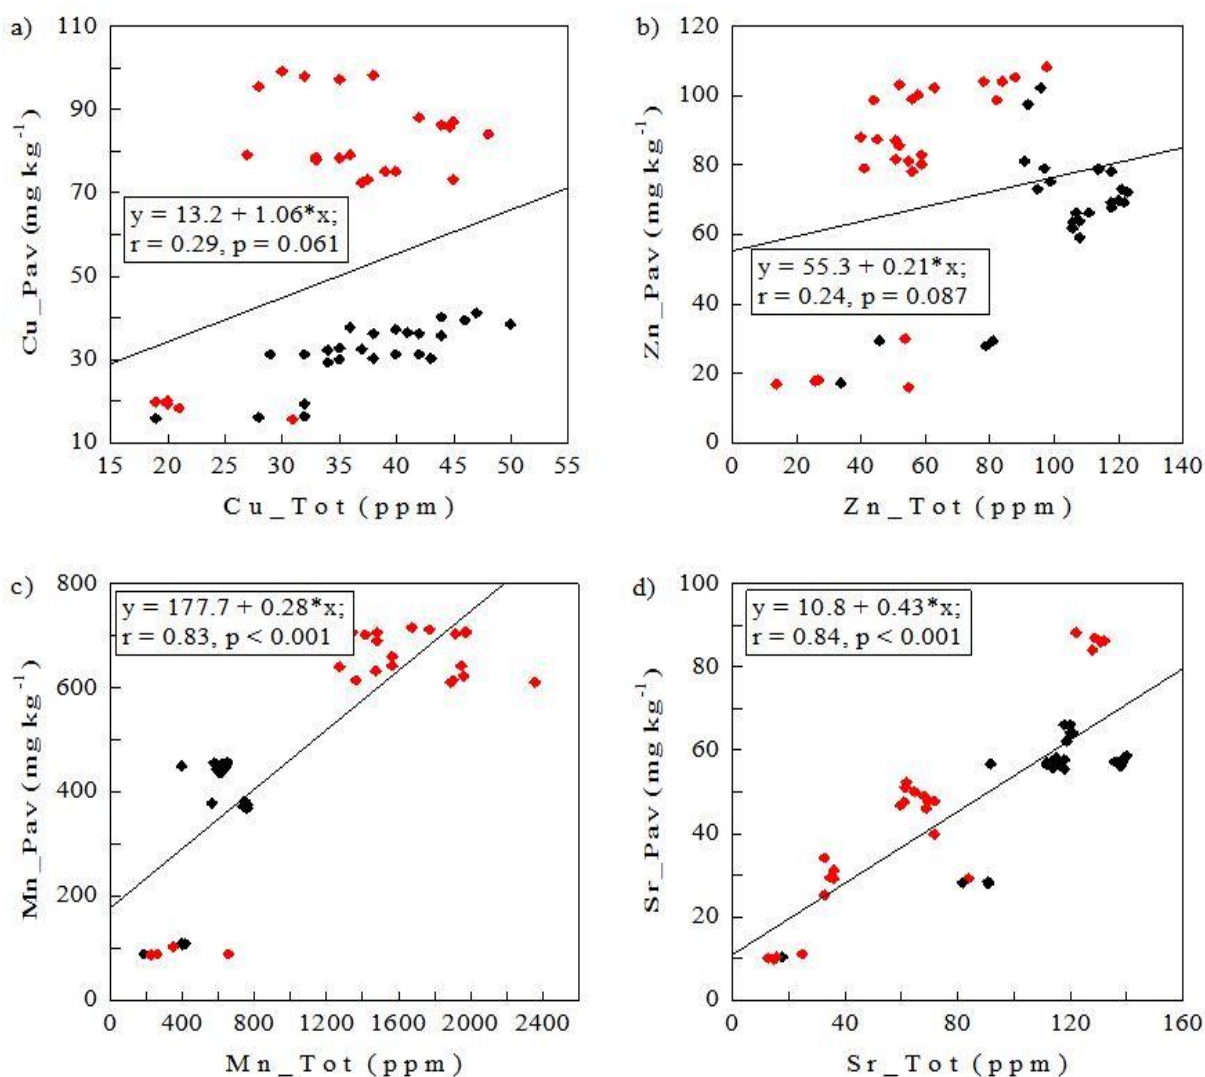 a)
110
90
70
50
30
10
Cu_Pav (mg kg⁻¹)
y = 13.2 + 1.06*x;
r = 0.29, p = 0.061
15 20 25 30 35 40 45 50 55
Cu_Tot (ppm)
b)
120
100
80
60
40
20
0
Zn_Pav (mg kg⁻¹)
y = 55.3 + 0.21*x;
r = 0.24, p = 0.087
0 20 40 60 80 100 120 140
Zn_Tot (ppm)
c)
800
600
400
200
0
Mn_Pav (mg kg⁻¹)
y = 177.7 + 0.28*x;
r = 0.83, p < 0.001
0 400 800 1200 1600 2000 2400
Mn_Tot (ppm)
d)
100
80
60
40
20
0
Sr_Pav (mg kg⁻¹)
y = 10.8 + 0.43*x;
r = 0.84, p < 0.001
0 40 80 120 160
Sr_Tot (ppm)